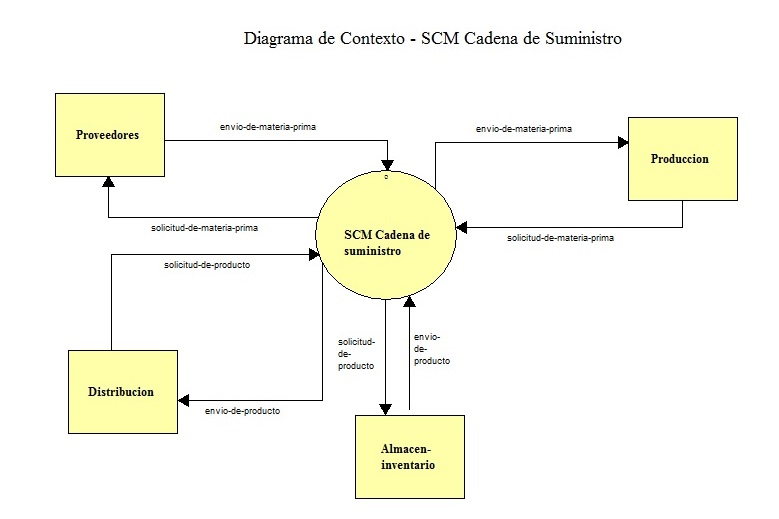 Diagrama de Contexto - SCM Cadena de Suministro
Proveedores
envio-de-materia-prima
envio-de-materia-prima
Produccion
0
SCM Cadena de
suministro
solicitud-de-materia-prima
solicitud-de-materia-prima
solicitud-de-producto
solicitud-
de-
producto
envio-
de-
producto
Distribucion
envio-de-producto
Almacen-
inventario